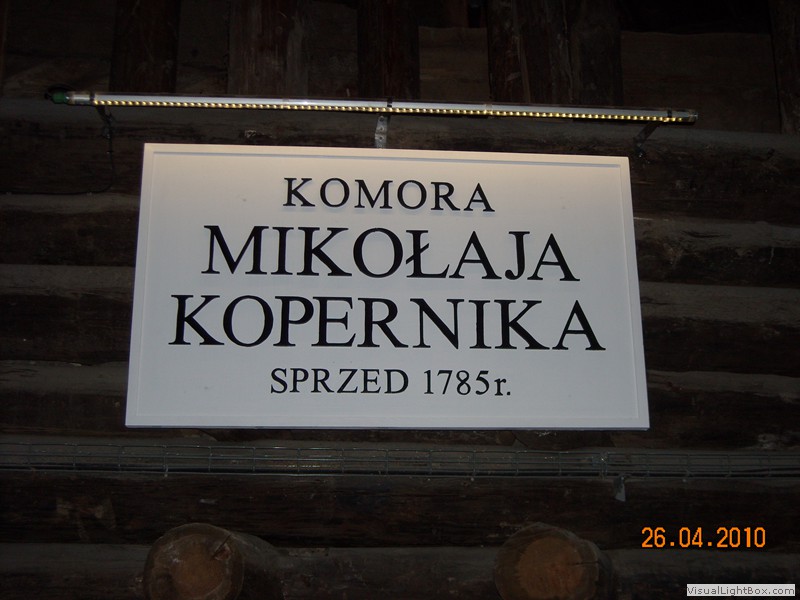 KOMORA
MIKOŁAJA
KOPERNIKA
SPRZED 1785r.
26.04.2010
VisualLightBox.com